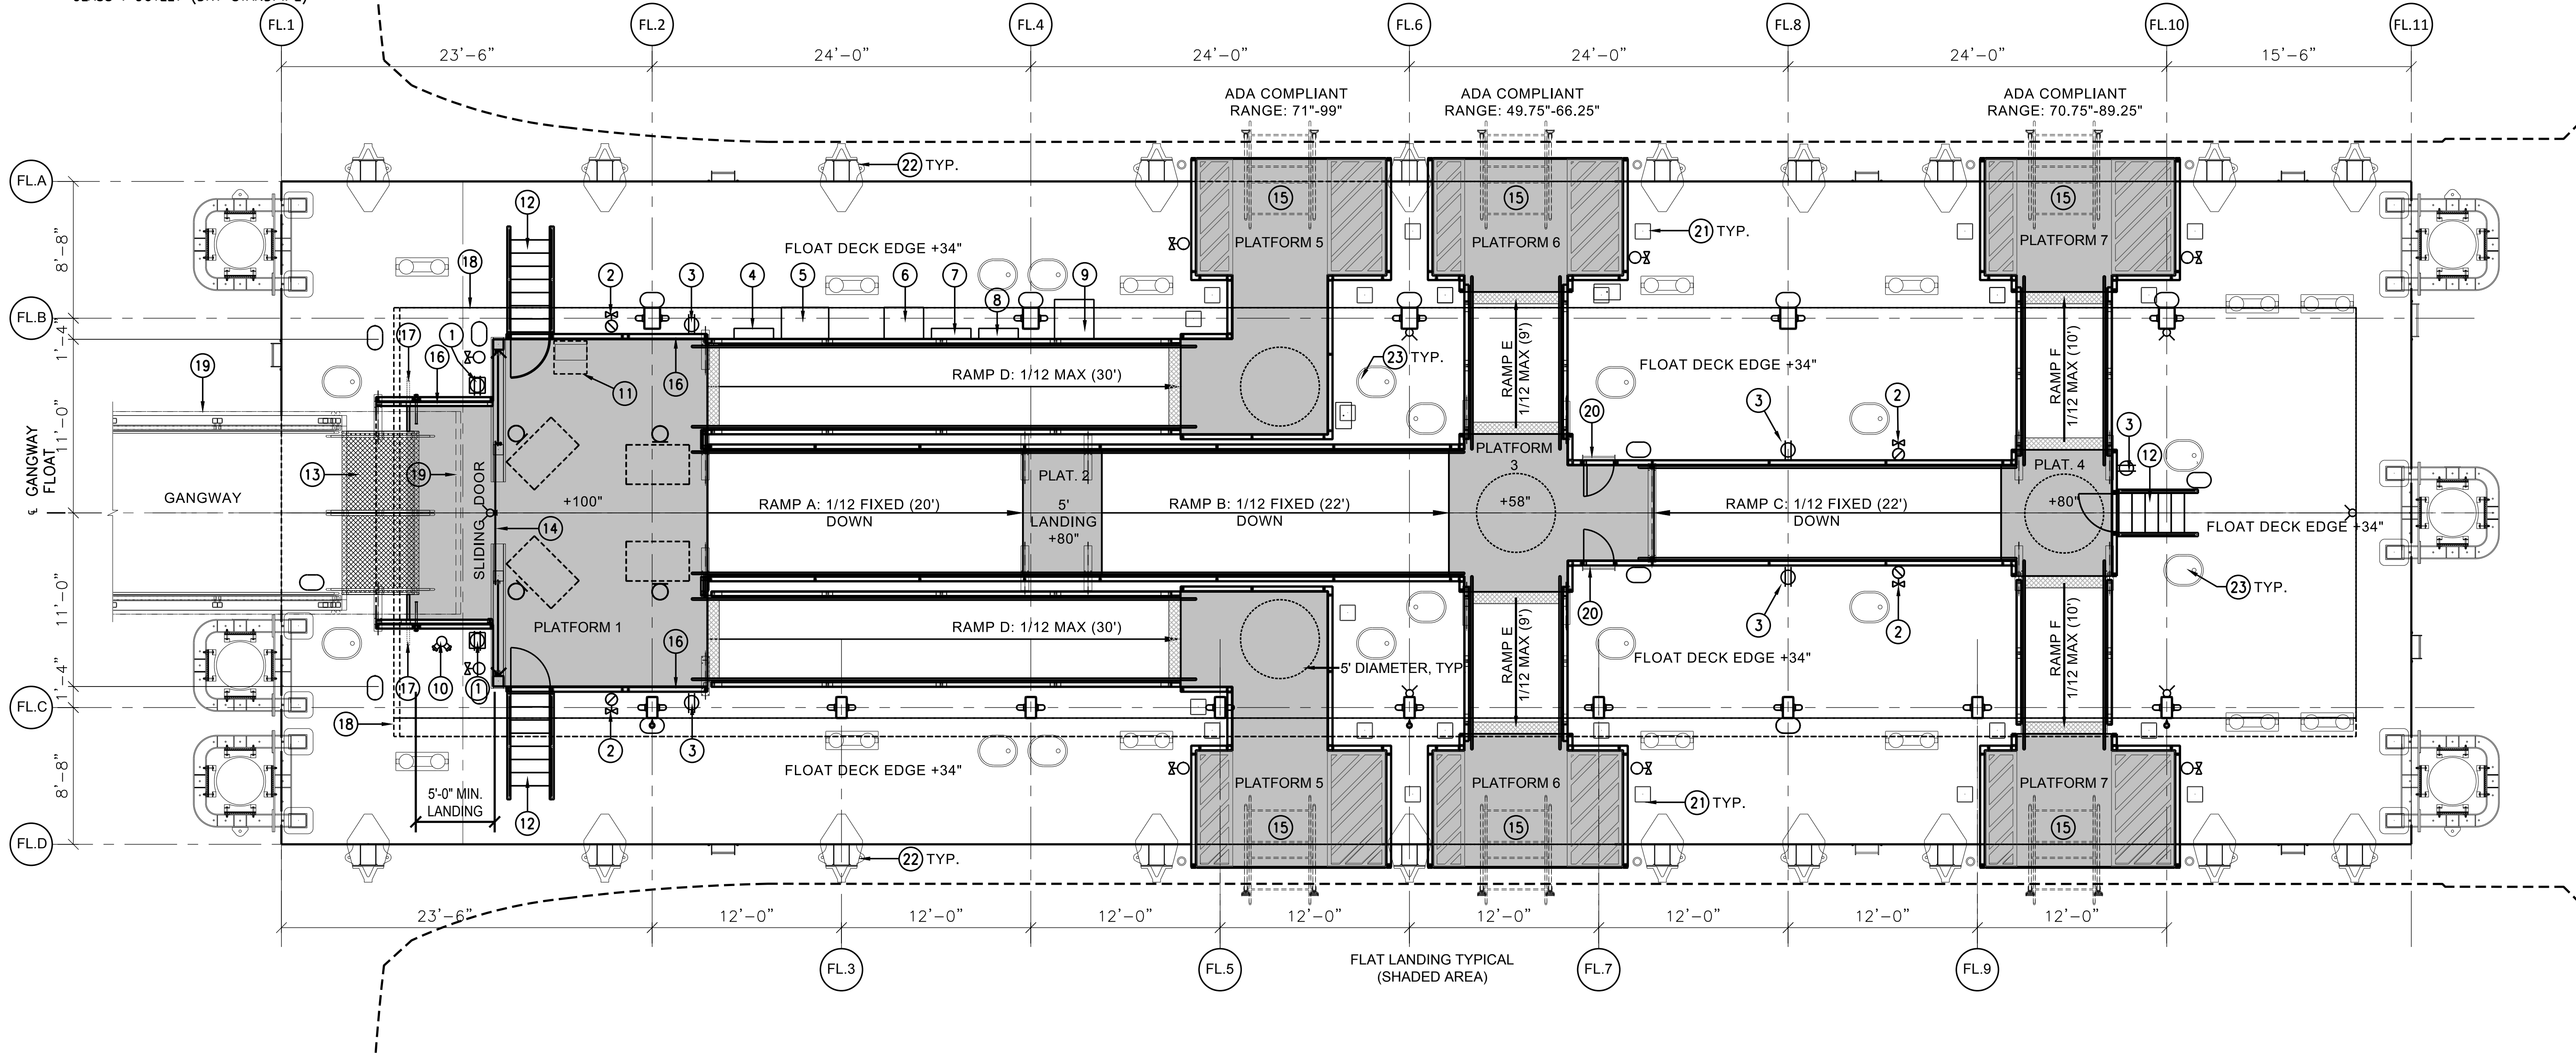 FL.1
FL.2
FL.4
FL.6
FL.8
FL.10
FL.11
23'-6"
24'-0"
24'-0"
24'-0"
24'-0"
15'-6"
ADA COMPLIANT
RANGE: 71"-99"
ADA COMPLIANT
RANGE: 49.75"-66.25"
ADA COMPLIANT
RANGE: 70.75"-89.25"
22 TYP.
FL.A
12
15
15
15
8'-8"
FLOAT DECK EDGE +34"
PLATFORM 5
PLATFORM 6
21 TYP.
PLATFORM 7
18
2
3
4
5
6
7
8
9
FL.B
1'-4"
17
1
16
19
11
16
RAMP D: 1/12 MAX (30')
23 TYP.
RAMP E
1/12 MAX (9')
FLOAT DECK EDGE +34"
RAMP F
1/12 MAX (10')
11'-0"
20
3
2
3
℄ GANGWAY
FLOAT
GANGWAY
13
19
SLIDING DOOR
14
+100"
RAMP A: 1/12 FIXED (20')
DOWN
PLAT. 2
5'
LANDING
+80"
RAMP B: 1/12 FIXED (22')
DOWN
PLATFORM
3
+58"
RAMP C: 1/12 FIXED (22')
DOWN
PLAT. 4
+80"
12
FLOAT DECK EDGE +34"
11'-0"
PLATFORM 1
16
RAMP D: 1/12 MAX (30')
5' DIAMETER, TYP
RAMP E
1/12 MAX (9')
20
3
2
RAMP F
1/12 MAX (10')
23 TYP.
FLOAT DECK EDGE +34"
1'-4"
17
10
1
FL.C
18
2
3
8'-8"
5'-0" MIN.
LANDING
12
FLOAT DECK EDGE +34"
PLATFORM 5
PLATFORM 6
21 TYP.
PLATFORM 7
15
15
15
FL.D
22 TYP.
23'-6"
12'-0"
12'-0"
12'-0"
12'-0"
12'-0"
12'-0"
12'-0"
12'-0"
FL.3
FL.5
FLAT LANDING TYPICAL
(SHADED AREA)
FL.7
FL.9